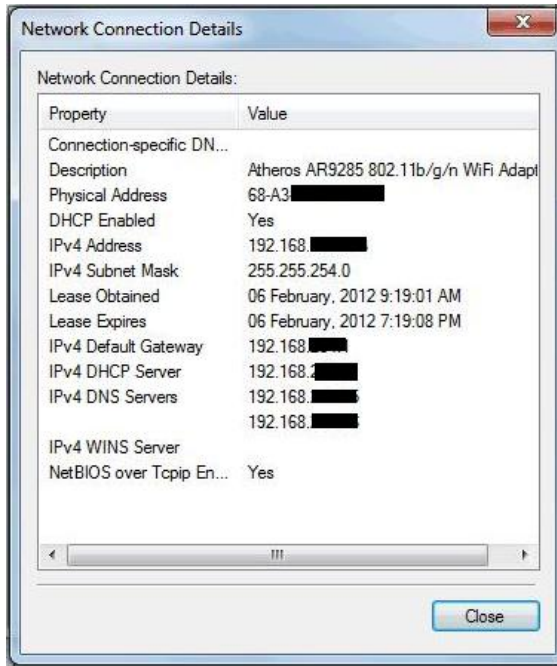 Network Connection Details
Network Connection Details:
Property Value
Connection-specific DN...
Description Atheros AR9285 802.11b/g/n WiFi Adapt
Physical Address 68-A3-
DHCP Enabled Yes
IPv4 Address 192.168.
IPv4 Subnet Mask 255.255.254.0
Lease Obtained 06 February, 2012 9:19:01 AM
Lease Expires 06 February, 2012 7:19:08 PM
IPv4 Default Gateway 192.168.
IPv4 DHCP Server 192.168.2
IPv4 DNS Servers 192.168.
192.168.
IPv4 WINS Server
NetBIOS over Tcpip En... Yes
Close